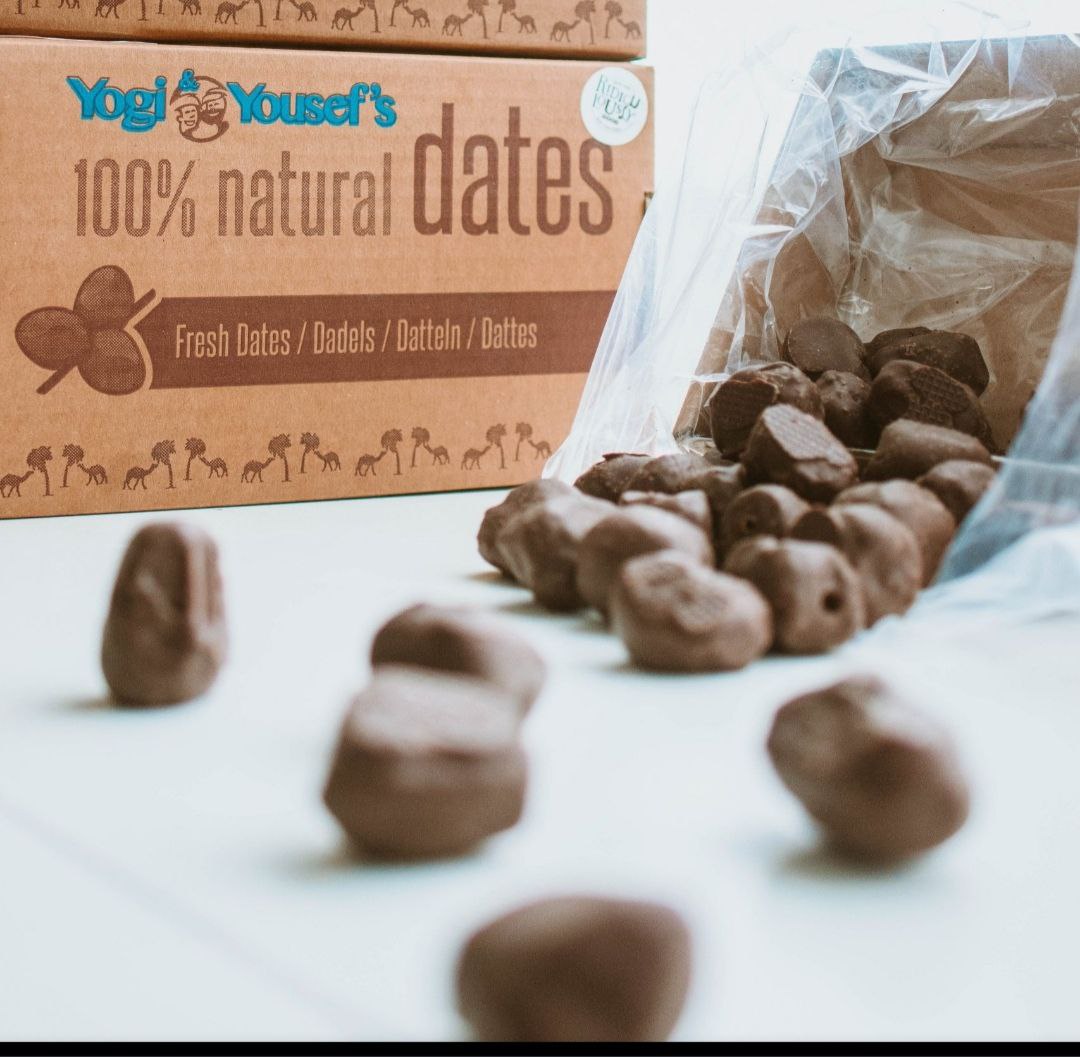 Yogi & Yousef's
100% natural dates
Fresh Dates / Dadels / Datteln / Dattes